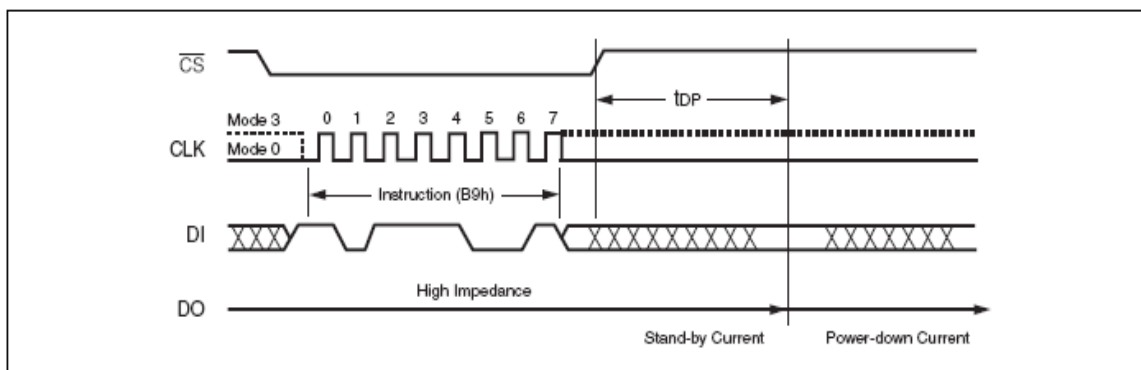 CS
tDP
Mode 3
0 1 2 3 4 5 6 7
CLK
Mode 0
Instruction (B9h)
DI
High Impedance
DO
Stand-by Current
Power-down Current